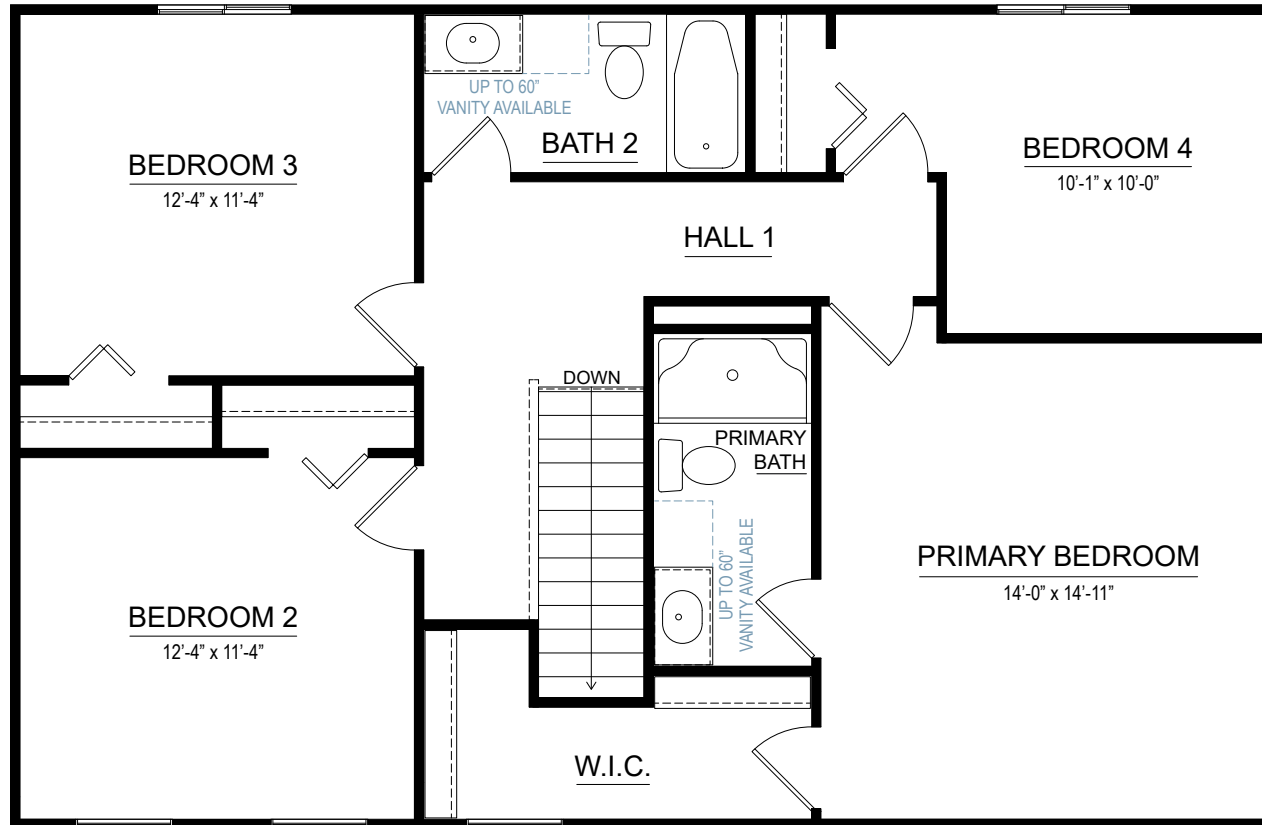 UP TO 60"
VANITY AVAILABLE
BATH 2
BEDROOM 3
12'-4" x 11'-4"
BEDROOM 4
10'-1" x 10'-0"
HALL 1
DOWN
PRIMARY
BATH
UP TO 60"
VANITY AVAILABLE
PRIMARY BEDROOM
14'-0" x 14'-11"
BEDROOM 2
12'-4" x 11'-4"
W.I.C.